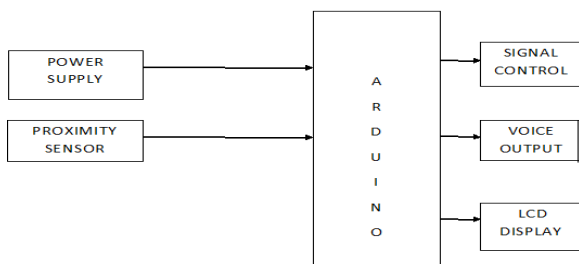 POWER
SUPPLY
PROXIMITY
SENSOR
A
R
D
U
I
N
O
SIGNAL
CONTROL
VOICE
OUTPUT
LCD
DISPLAY